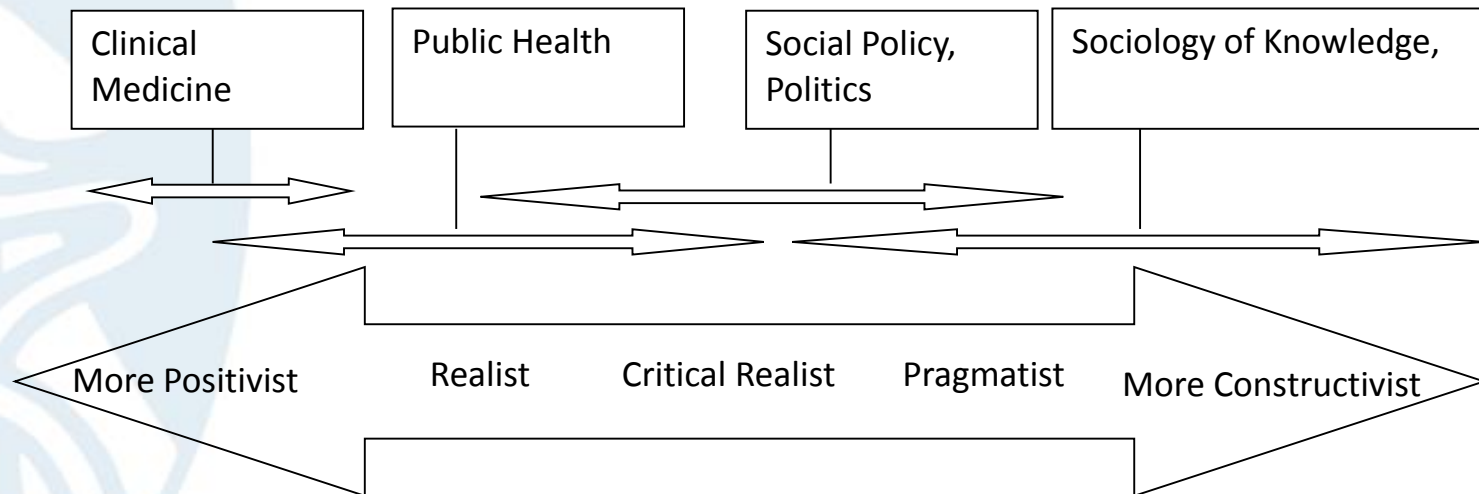 Clinical
Medicine
Public Health
Social Policy,
Politics
Sociology of Knowledge,
More Positivist
Realist
Critical Realist
Pragmatist
More Constructivist